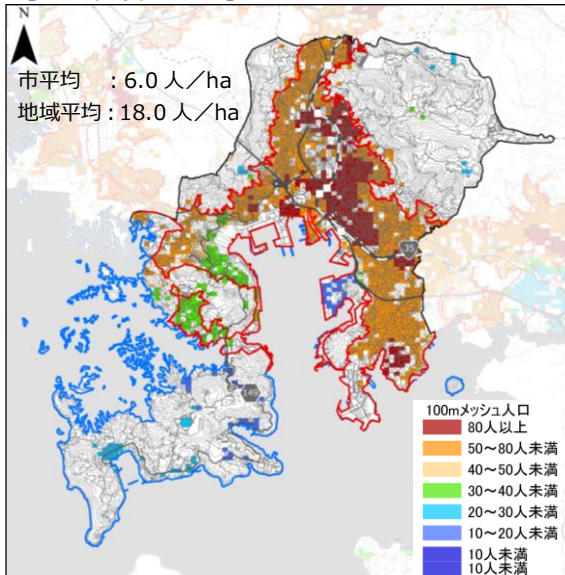 N
市平均 : 6.0 人／ha
地域平均 : 18.0 人／ha
35
149
100mメッシュ人口
80人以上
50～80人未満
40～50人未満
30～40人未満
20～30人未満
10～20人未満
10人未満
10人未満